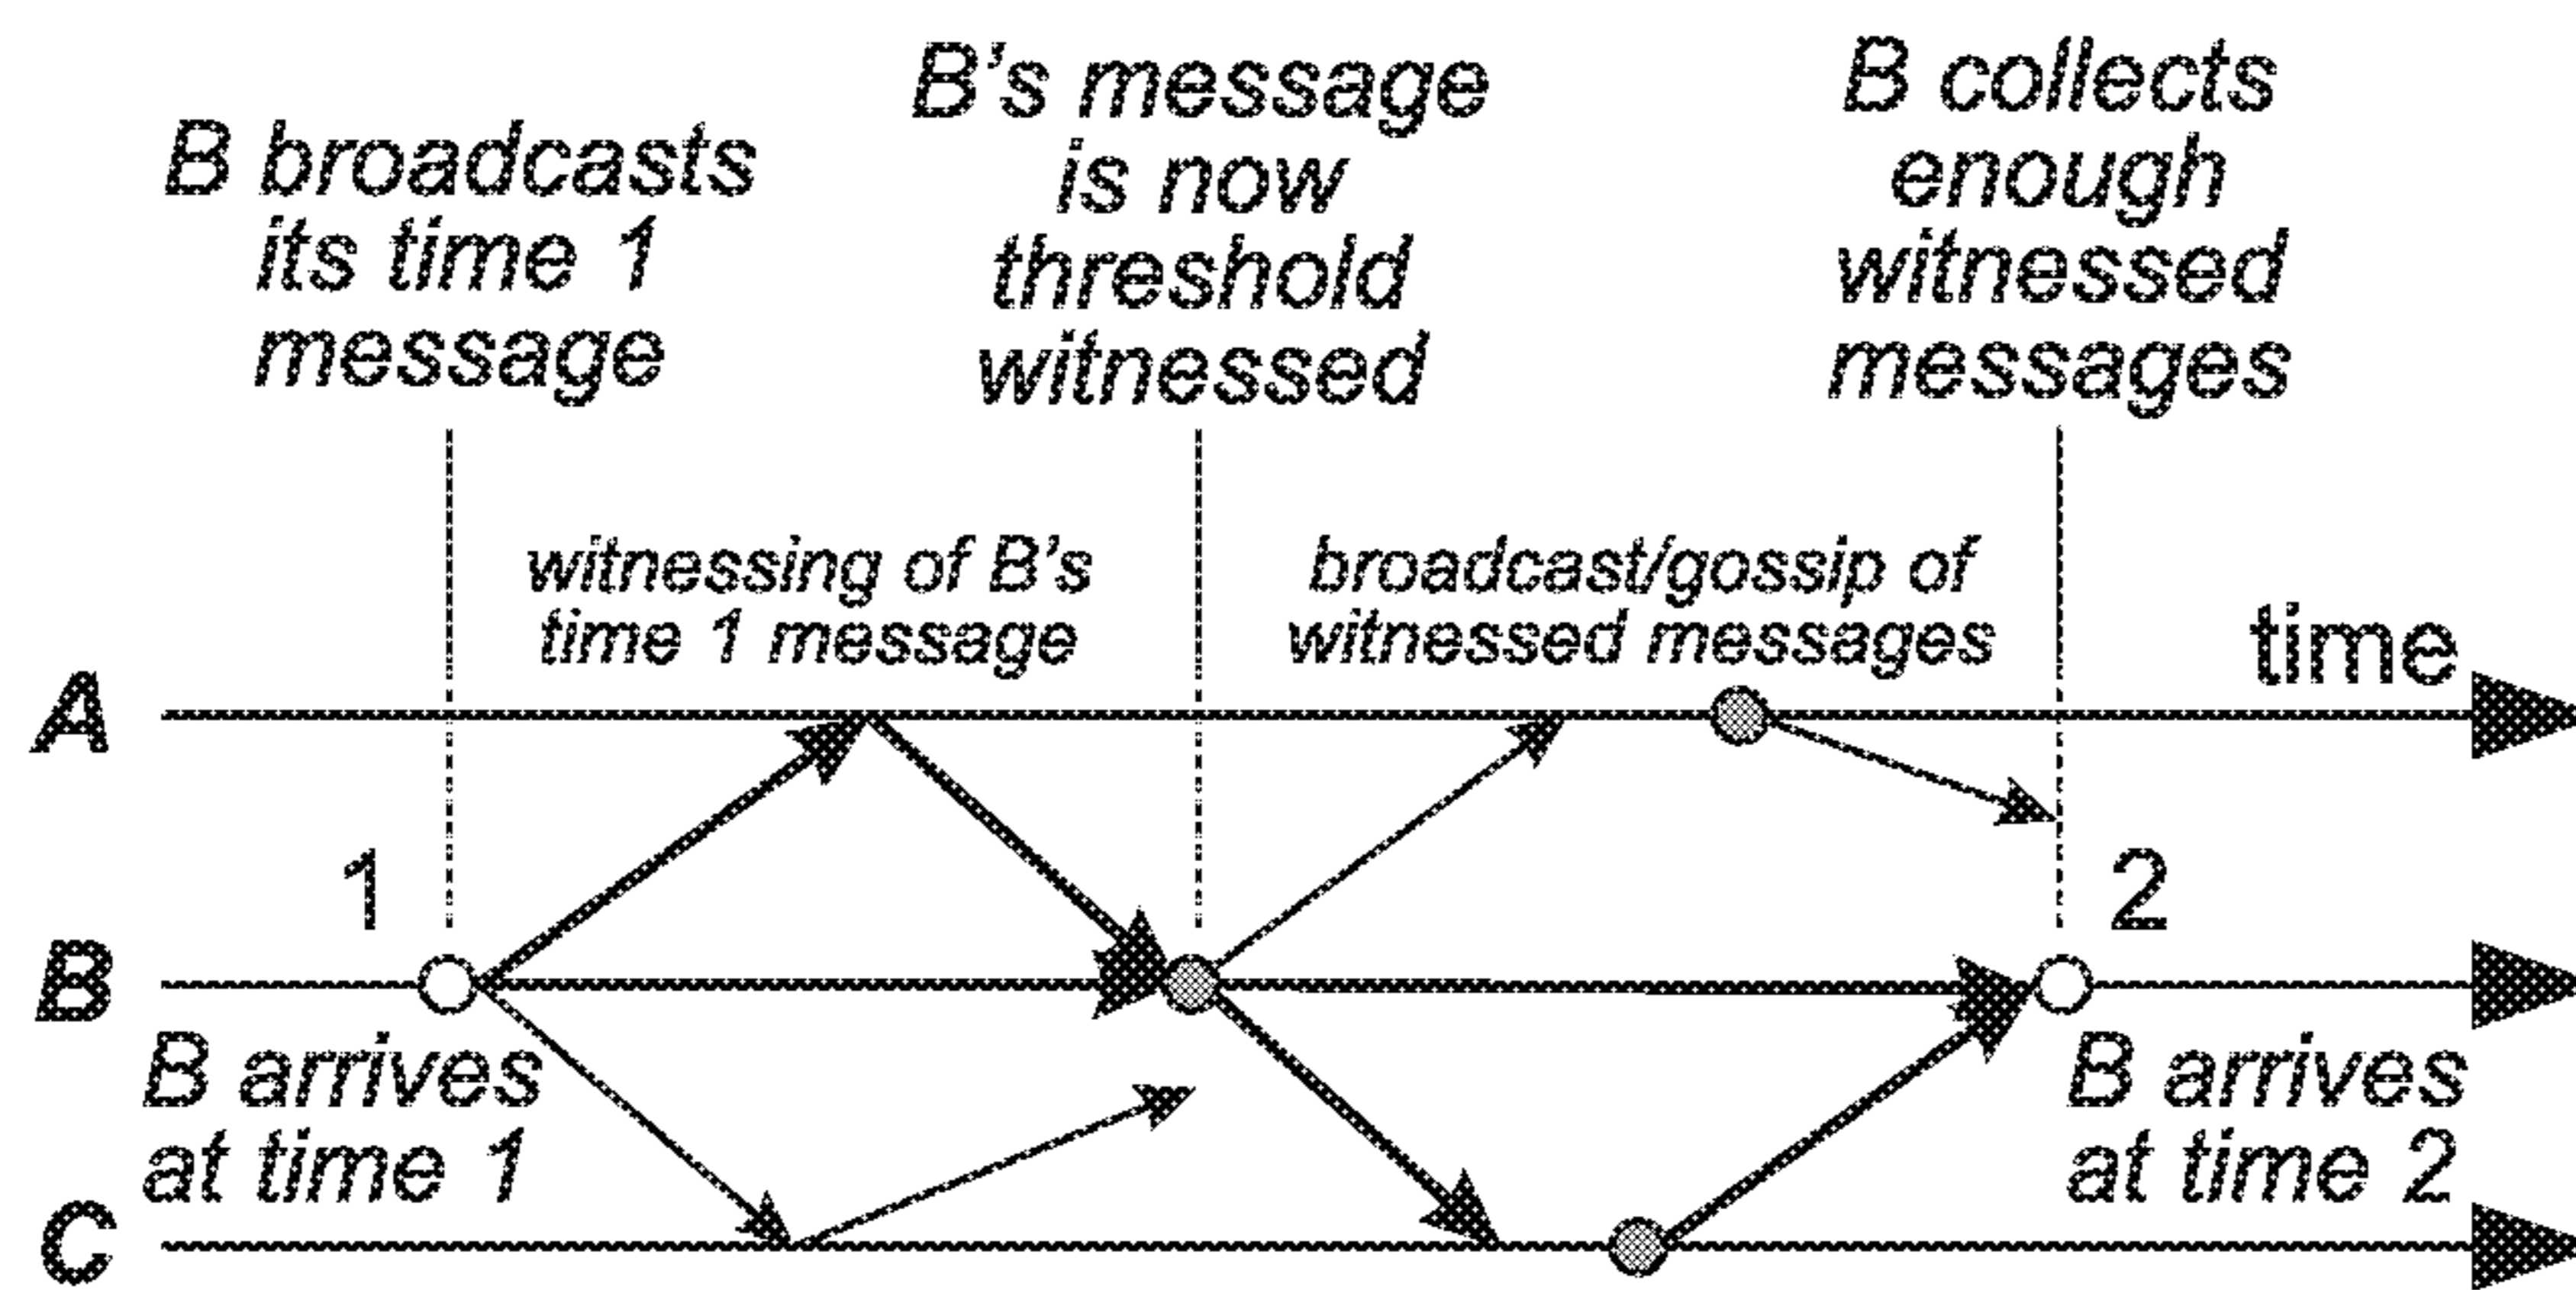 B broadcasts
its time 1
message
B's message
is now
threshold
witnessed
B collects
enough
witnessed
messages
witnessing of B's
time 1 message
broadcast/gossip of
witnessed messages
time
A
1
2
B
B arrives
at time 1
B arrives
at time 2
C